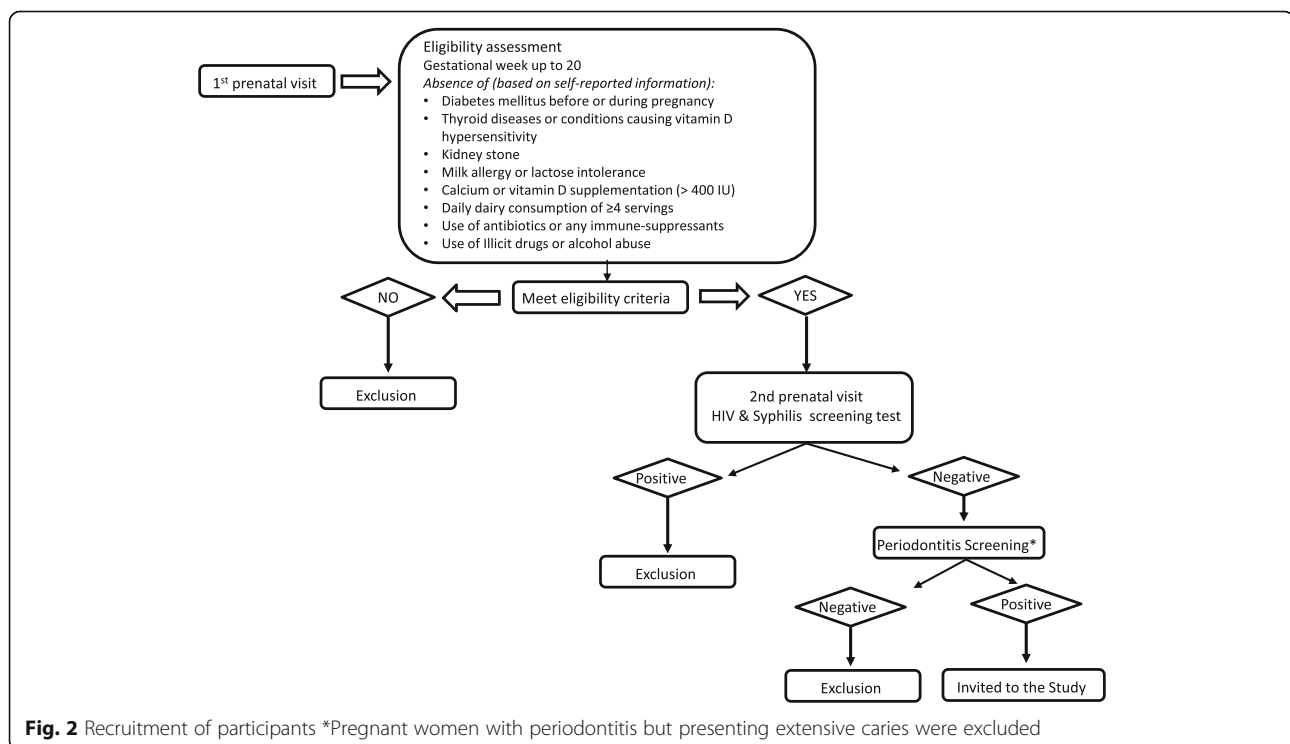 1st prenatal visit
Eligibility assessment
Gestational week up to 20
Absence of (based on self-reported information):
• Diabetes mellitus before or during pregnancy
• Thyroid diseases or conditions causing vitamin D
hypersensitivity
• Kidney stone
• Milk allergy or lactose intolerance
• Calcium or vitamin D supplementation (> 400 IU)
• Daily dairy consumption of ≥4 servings
• Use of antibiotics or any immune-suppressants
• Use of Illicit drugs or alcohol abuse
NO
Meet eligibility criteria
YES
Exclusion
2nd prenatal visit
HIV & Syphilis screening test
Positive
Negative
Exclusion
Periodontitis Screening*
Negative
Positive
Exclusion
Invited to the Study
Fig. 2 Recruitment of participants *Pregnant women with periodontitis but presenting extensive caries were excluded